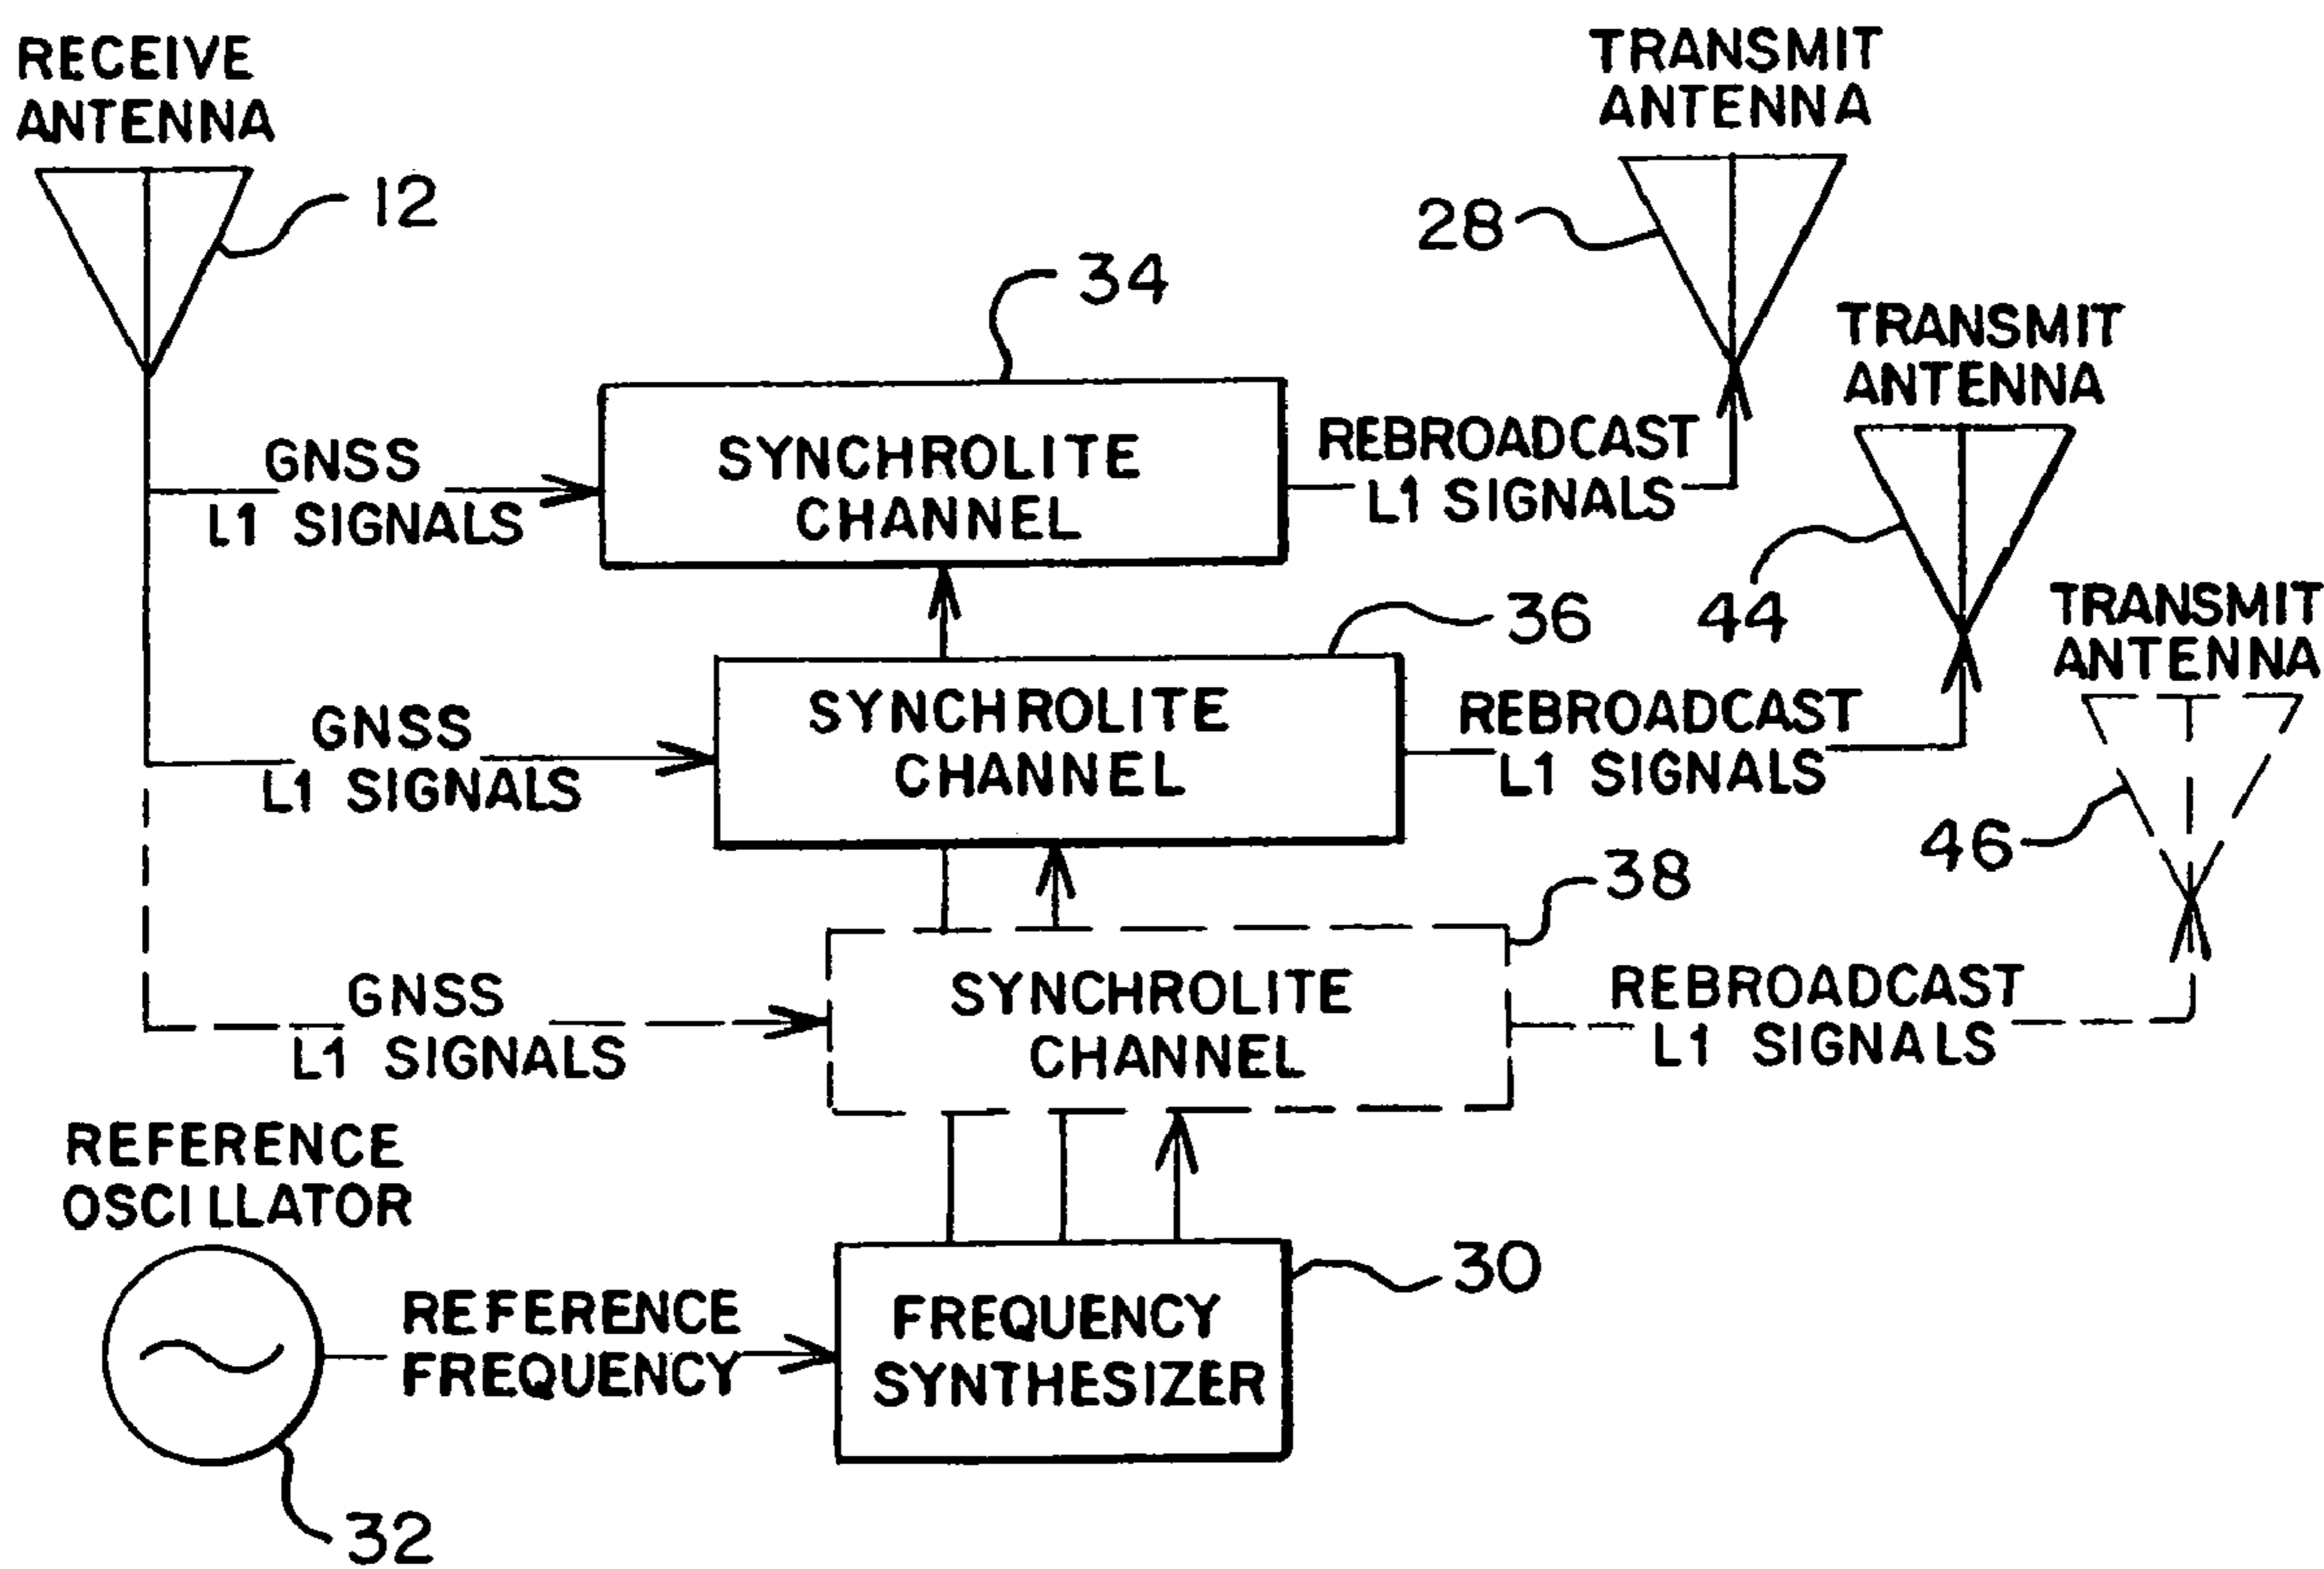 RECEIVE
ANTENNA
12
TRANSMIT
ANTENNA
28
34
TRANSMIT
ANTENNA
44
GNSS
L1 SIGNALS
SYNCHROLITE
CHANNEL
REBROADCAST
L1 SIGNALS
36
TRANSMIT
ANTENNA
46
GNSS
L1 SIGNALS
SYNCHROLITE
CHANNEL
REBROADCAST
L1 SIGNALS
38
GNSS
L1 SIGNALS
SYNCHROLITE
CHANNEL
REBROADCAST
L1 SIGNALS
REFERENCE
OSCILLATOR
REFERENCE
FREQUENCY
FREQUENCY
SYNTHESIZER
30
32